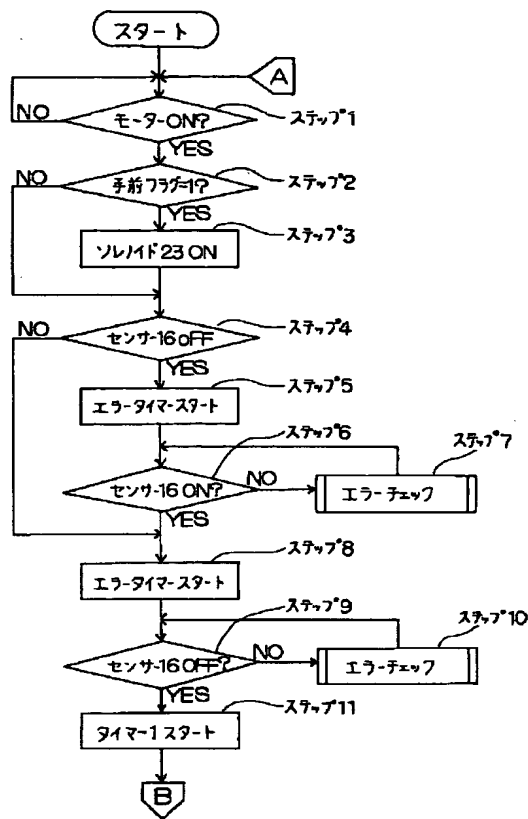 スタート
A
NO
モーターON?
ステップ1
YES
NO
手前フラグ=1?
ステップ2
YES
ソレノイド23 ON
ステップ3
NO
センサー16 OFF
ステップ4
YES
エラータイマースタート
ステップ5
センサー16 ON?
ステップ6
NO
エラーチェック
ステップ7
YES
エラータイマースタート
ステップ8
センサー16 OFF?
ステップ9
NO
エラーチェック
ステップ10
YES
タイマー1 スタート
ステップ11
B